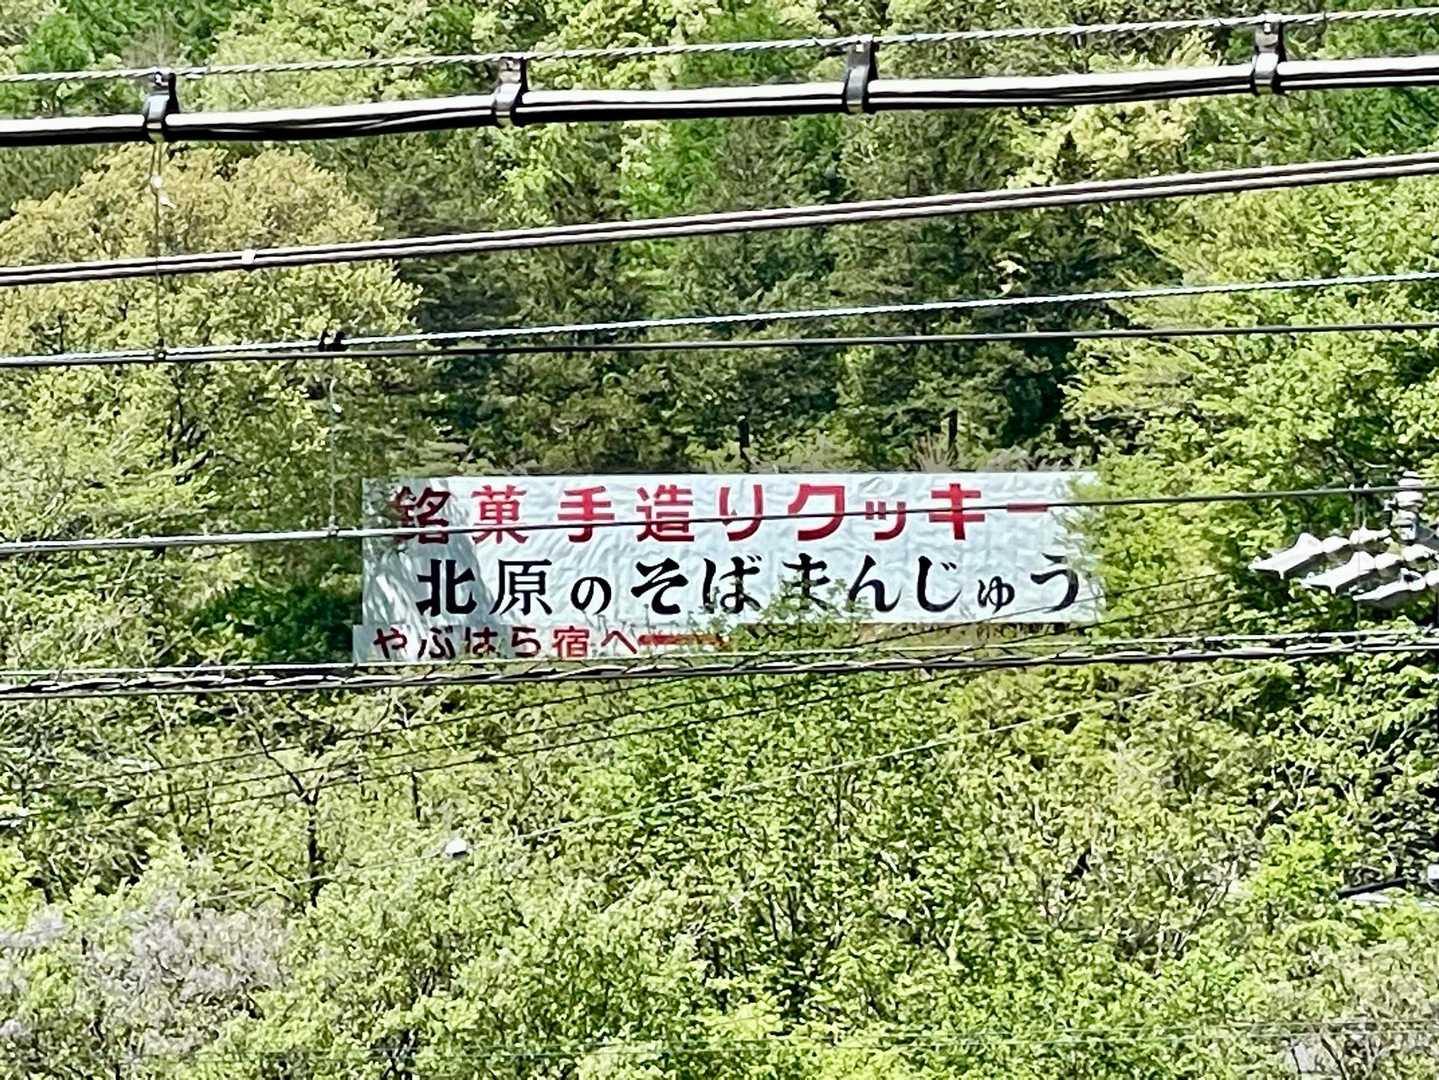 銘菓手造りクッキー
北原のそばまんじゅう
やぶはら宿へ